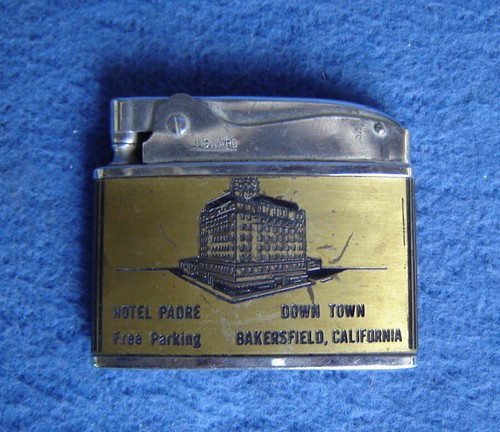 HOTEL PADRE DOWN TOWN
Free Parking BAKERSFIELD, CALIFORNIA